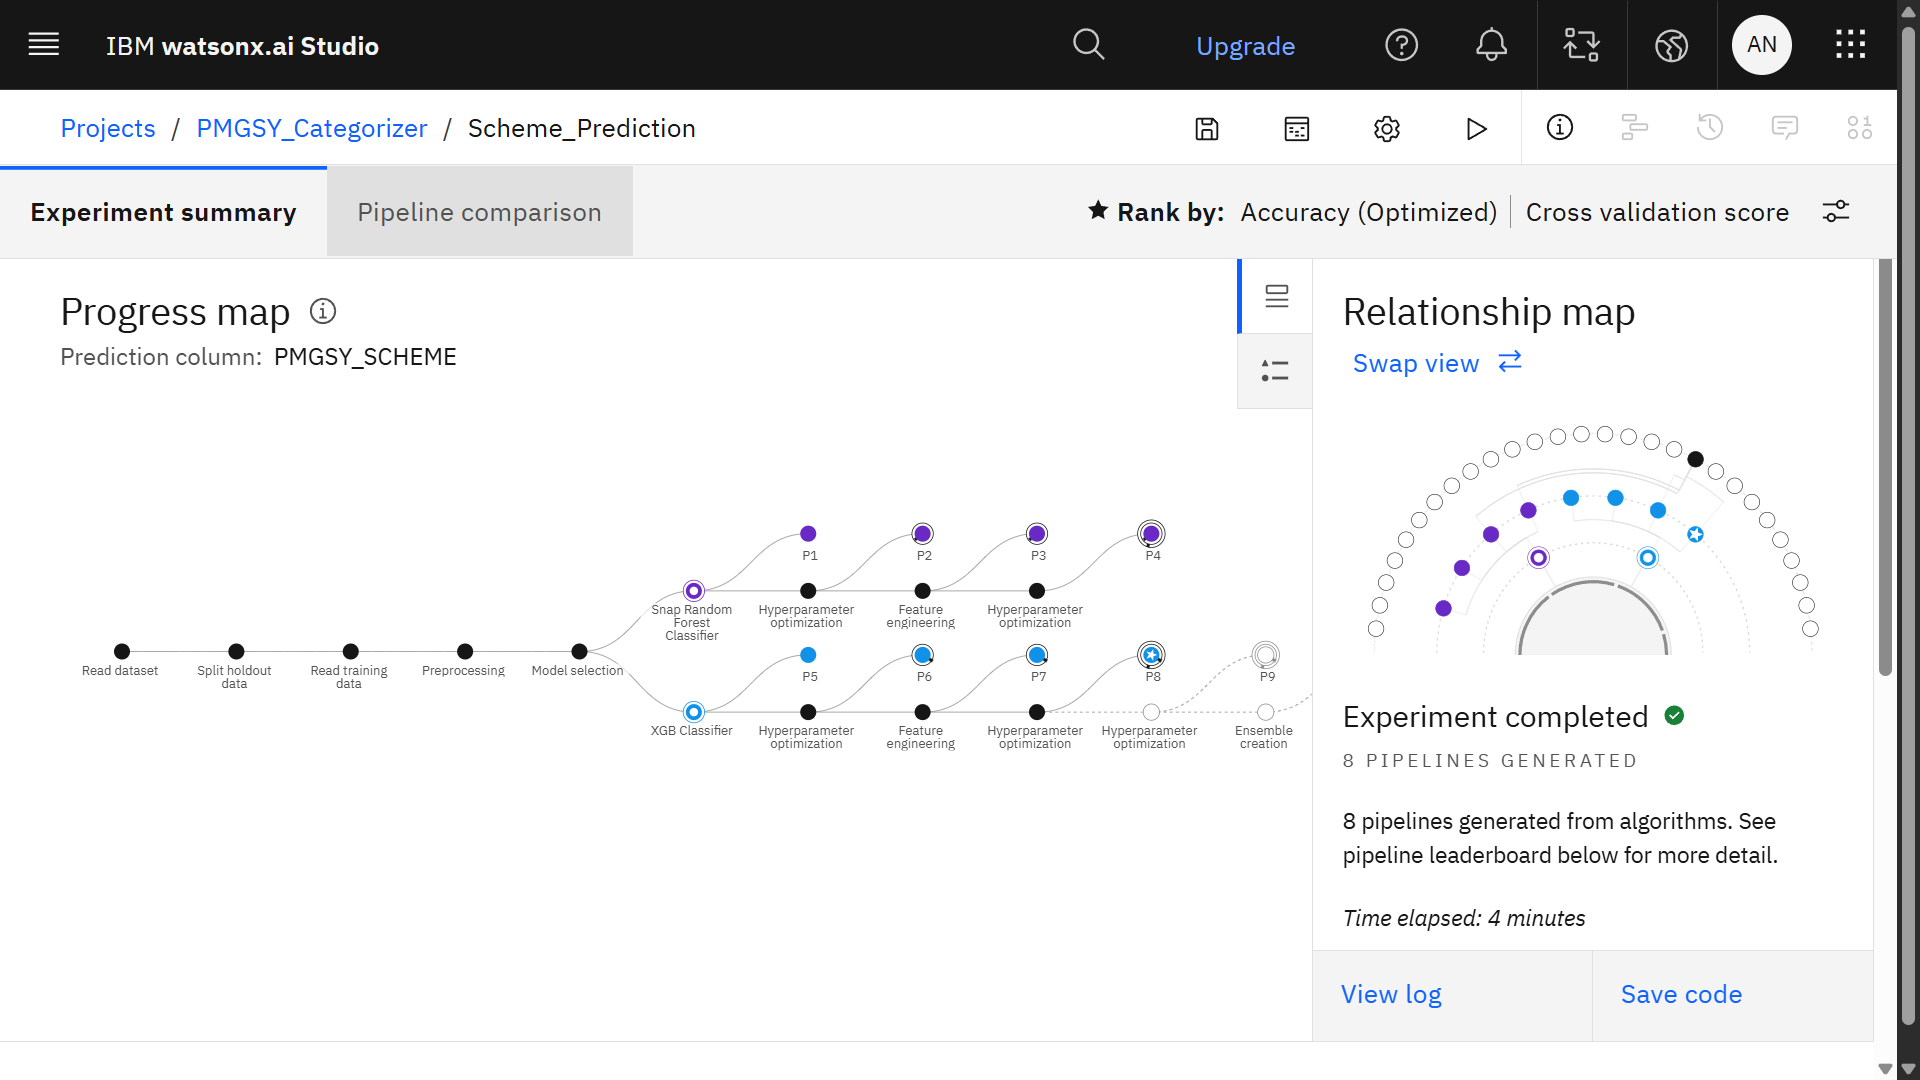 IBM watsonx.ai Studio
Upgrade
AN
Projects / PMGSY_Categorizer / Scheme_Prediction
Experiment summary
Pipeline comparison
Rank by: Accuracy (Optimized) | Cross validation score
Progress map
Prediction column: PMGSY_SCHEME
P1
P2
P3
P4
Snap Random
Forest
Classifier
Hyperparameter
optimization
Feature
engineering
Hyperparameter
optimization
Read dataset
Split holdout
data
Read training
data
Preprocessing
Model selection
P5
P6
P7
P8
P9
XGB Classifier
Hyperparameter
optimization
Feature
engineering
Hyperparameter
optimization
Hyperparameter
optimization
Ensemble
creation
Relationship map
Swap view
Experiment completed
8 PIPELINES GENERATED
8 pipelines generated from algorithms. See
pipeline leaderboard below for more detail.
Time elapsed: 4 minutes
View log
Save code